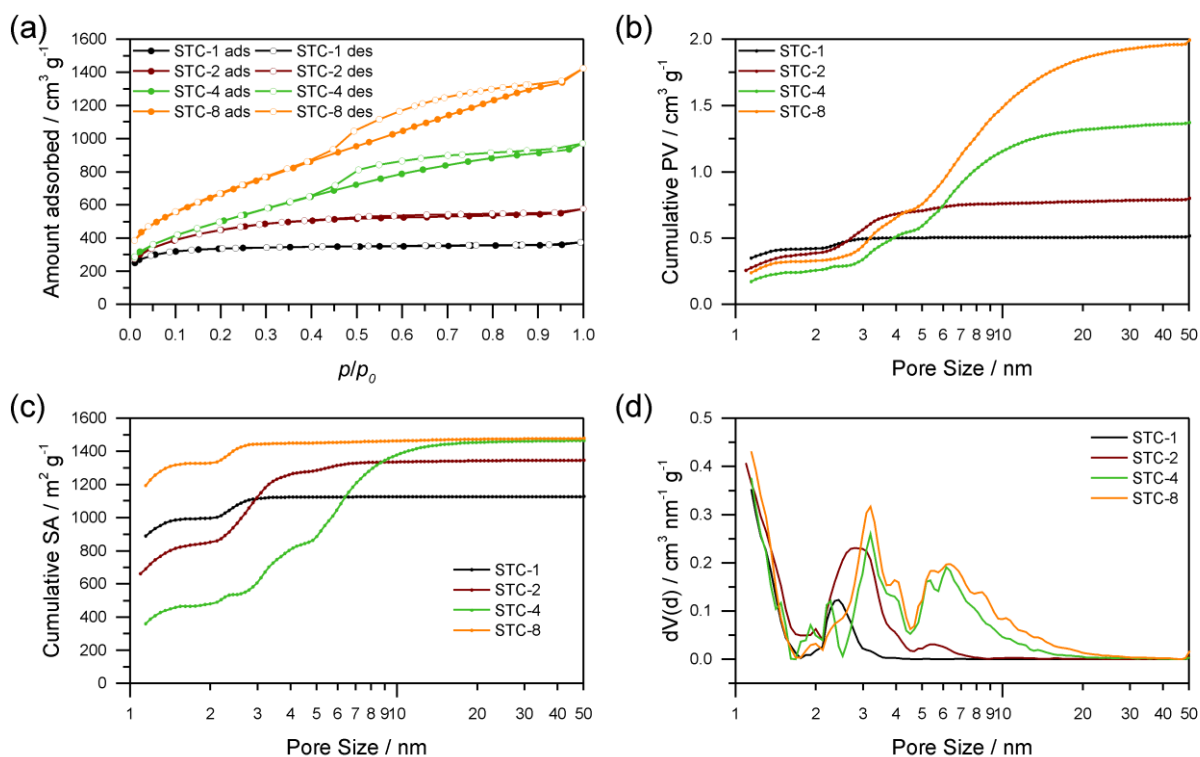 (a)
1600
1400
1200
1000
800
600
400
200
0
Amount adsorbed / cm³ g⁻¹
STC-1 ads STC-1 des
STC-2 ads STC-2 des
STC-4 ads STC-4 des
STC-8 ads STC-8 des
0.0 0.1 0.2 0.3 0.4 0.5 0.6 0.7 0.8 0.9 1.0
p/p₀
(b)
2.0
1.5
1.0
0.5
0.0
Cumulative PV / cm³ g⁻¹
STC-1
STC-2
STC-4
STC-8
1 2 3 4 5 6 7 8 9 10 20 30 40 50
Pore Size / nm
(c)
1600
1400
1200
1000
800
600
400
200
0
Cumulative SA / m² g⁻¹
STC-1
STC-2
STC-4
STC-8
1 2 3 4 5 6 7 8 9 10 20 30 40 50
Pore Size / nm
(d)
0.5
0.4
0.3
0.2
0.1
0.0
dV(d) / cm³ nm⁻¹ g⁻¹
STC-1
STC-2
STC-4
STC-8
1 2 3 4 5 6 7 8 9 10 20 30 40 50
Pore Size / nm